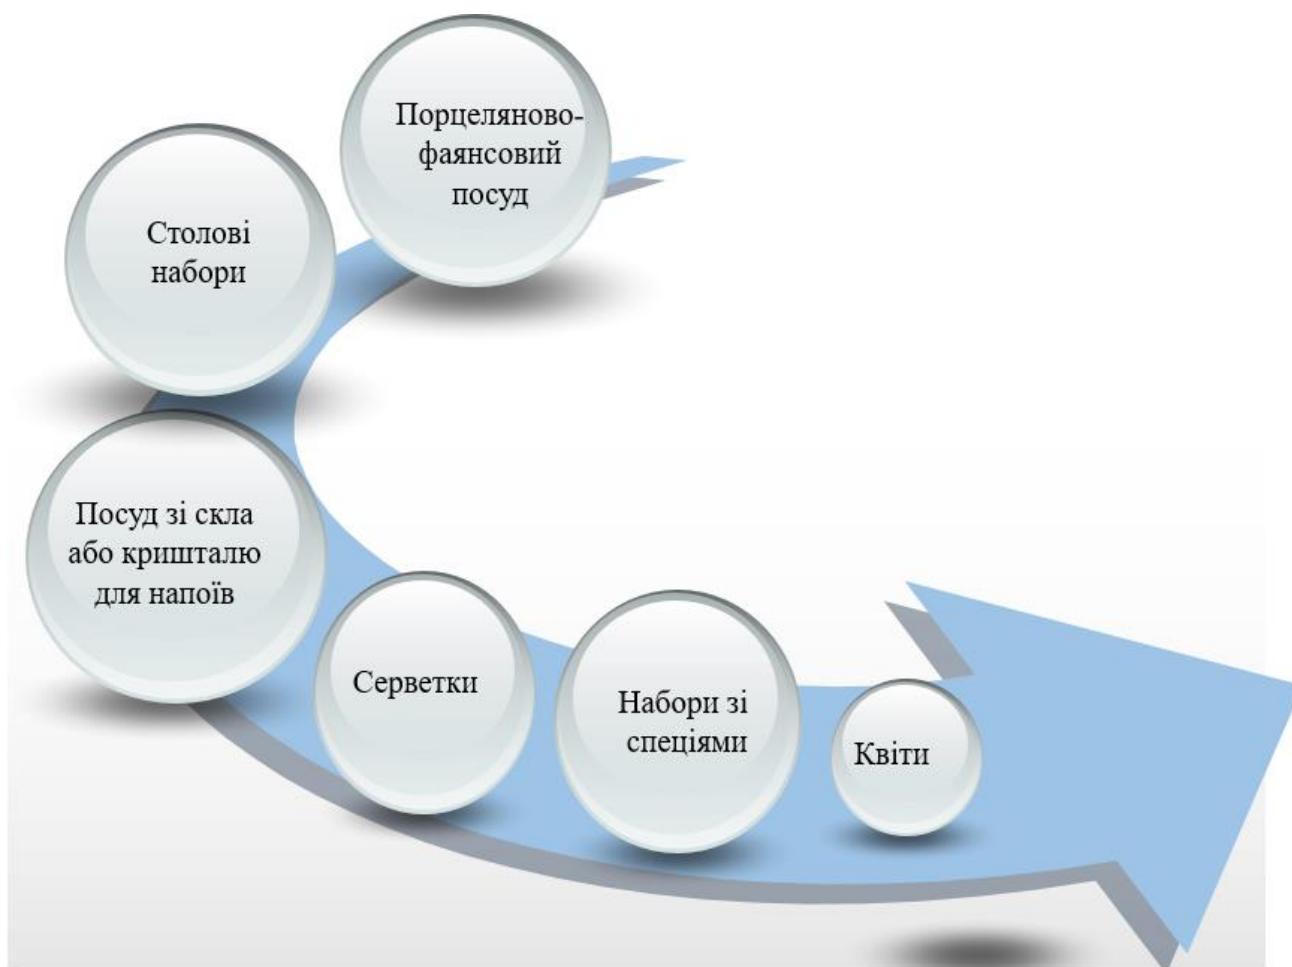 Порцеляново-
фаянсовий
посуд
Столові
набори
Посуд зі скла
або кришталю
для напоїв
Серветки
Набори зі
спеціями
Квіти